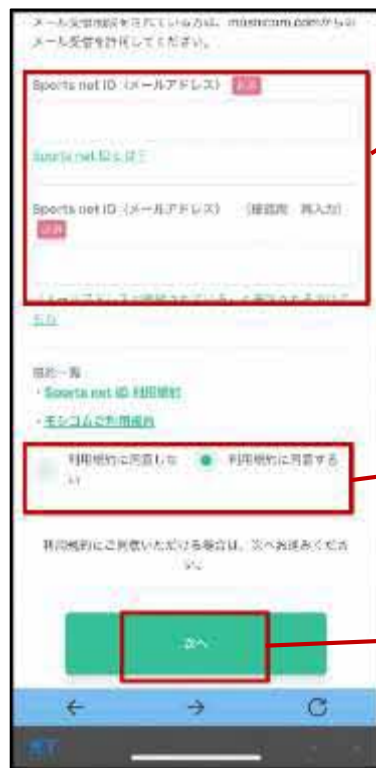 メール受信制限をされている方は、moshicom.comからの
メール受信を許可してください。
Sports net ID（メールアドレス） 必須
Sports net IDとは？
Sports net ID（メールアドレス） （確認用 再入力）
必須
ちら
規約一覧
・Sports net ID 利用規約
・モシコムご利用規約
利用規約に同意しな
い
利用規約に同意する
利用規約にご同意いただける場合は、次へお進みくださ
い。
次へ
完了